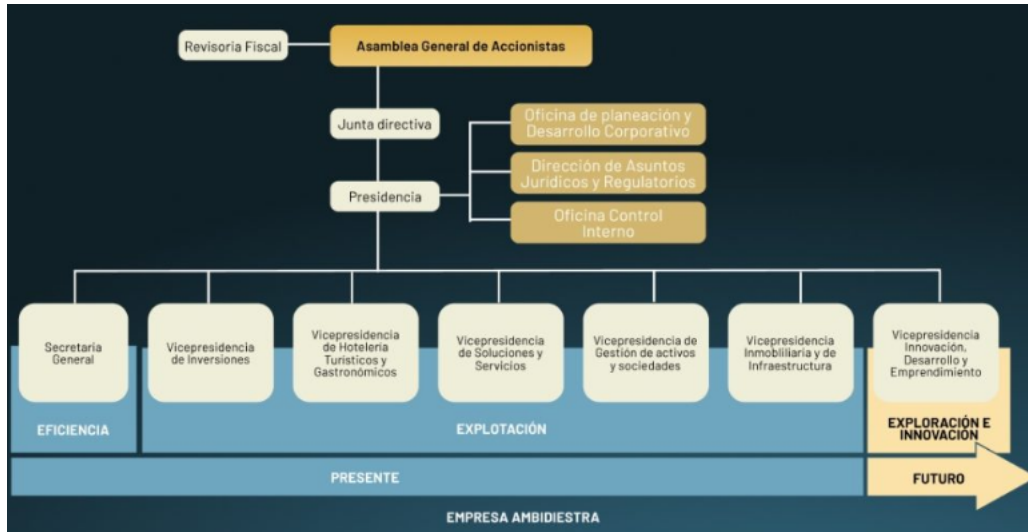 Revisoria Fiscal
Asamblea General de Accionistas
Junta directiva
Oficina de planeación y
Desarrollo Corporativo
Dirección de Asuntos
Jurídicos y Regulatorios
Presidencia
Oficina Control
Interno
Secretaria
General
Vicepresidencia
de Inversiones
Vicepresidencia
de Hotelería
Turísticos y
Gastronómicos
Vicepresidencia
de Soluciones y
Servicios
Vicepresidencia de
Gestión de activos
y sociedades
Vicepresidencia
Inmobiliaria y de
Infraestructura
Vicepresidencia
Innovación,
Desarrollo y
Emprendimiento
EFICIENCIA
EXPLOTACIÓN
EXPLORACIÓN E
INNOVACIÓN
PRESENTE
FUTURO
EMPRESA AMBIDIESTRA